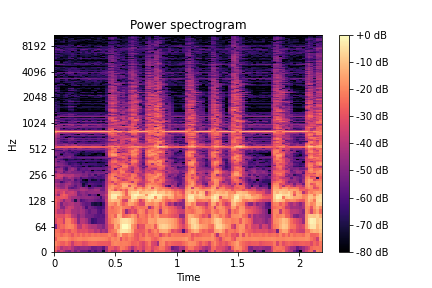 Power spectrogram
Hz
8192
4096
2048
1024
512
256
128
64
0
0
0.5
1
1.5
2
Time
+0 dB
-10 dB
-20 dB
-30 dB
-40 dB
-50 dB
-60 dB
-70 dB
-80 dB